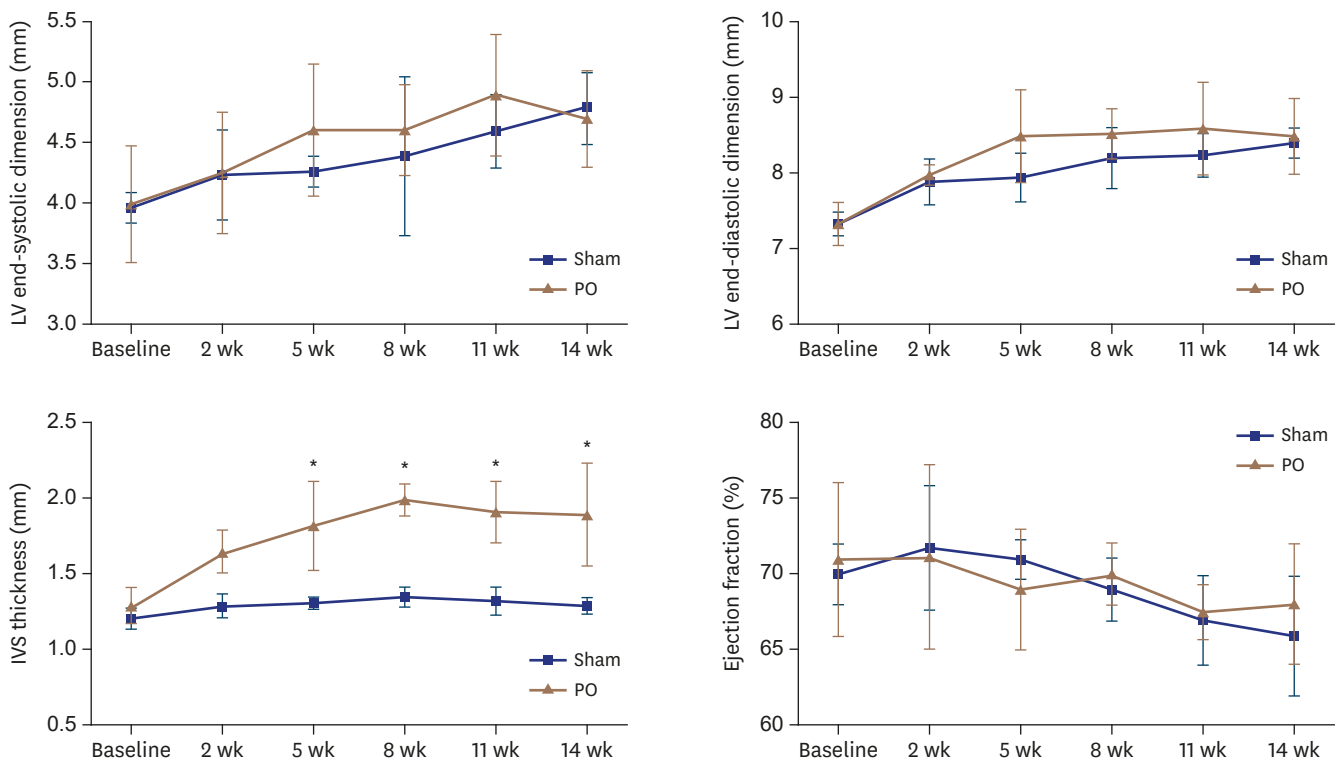 LV end-systolic dimension (mm)
5.5
5.0
4.5
4.0
3.5
3.0
Baseline 2 wk 5 wk 8 wk 11 wk 14 wk
Sham
PO
LV end-diastolic dimension (mm)
10
9
8
7
6
Baseline 2 wk 5 wk 8 wk 11 wk 14 wk
Sham
PO
IVS thickness (mm)
2.5
2.0
1.5
1.0
0.5
* * * *
Baseline 2 wk 5 wk 8 wk 11 wk 14 wk
Sham
PO
Ejection fraction (%)
80
75
70
65
60
Baseline 2 wk 5 wk 8 wk 11 wk 14 wk
Sham
PO